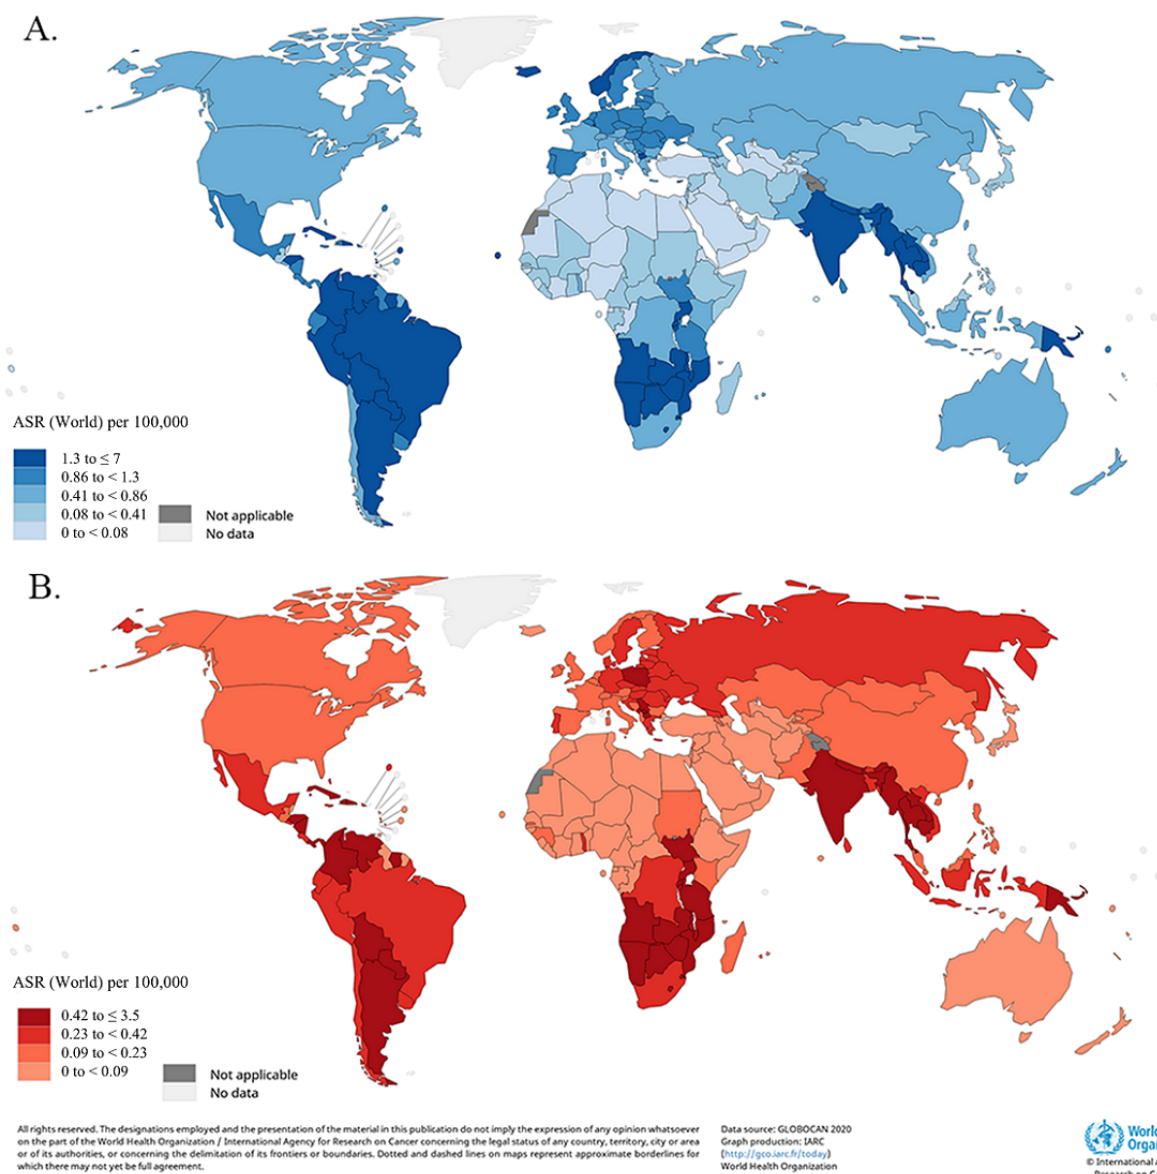 A.
ASR (World) per 100,000
1.3 to ≤ 7
0.86 to < 1.3
0.41 to < 0.86
0.08 to < 0.41
0 to < 0.08
Not applicable
No data
B.
ASR (World) per 100,000
0.42 to ≤ 3.5
0.23 to < 0.42
0.09 to < 0.23
0 to < 0.09
Not applicable
No data
All rights reserved. The designations employed and the presentation of the material in this publication do not imply the expression of any opinion whatsoever
on the part of the World Health Organization / International Agency for Research on Cancer concerning the legal status of any country, territory, city or area
or of its authorities, or concerning the delimitation of its frontiers or boundaries. Dotted and dashed lines on maps represent approximate borderlines for
which there may not yet be full agreement.
Data source: GLOBOCAN 2020
Graph production: IARC
(http://gco.iarc.fr/today)
World Health Organization
World
Organ
© International A
Research on C